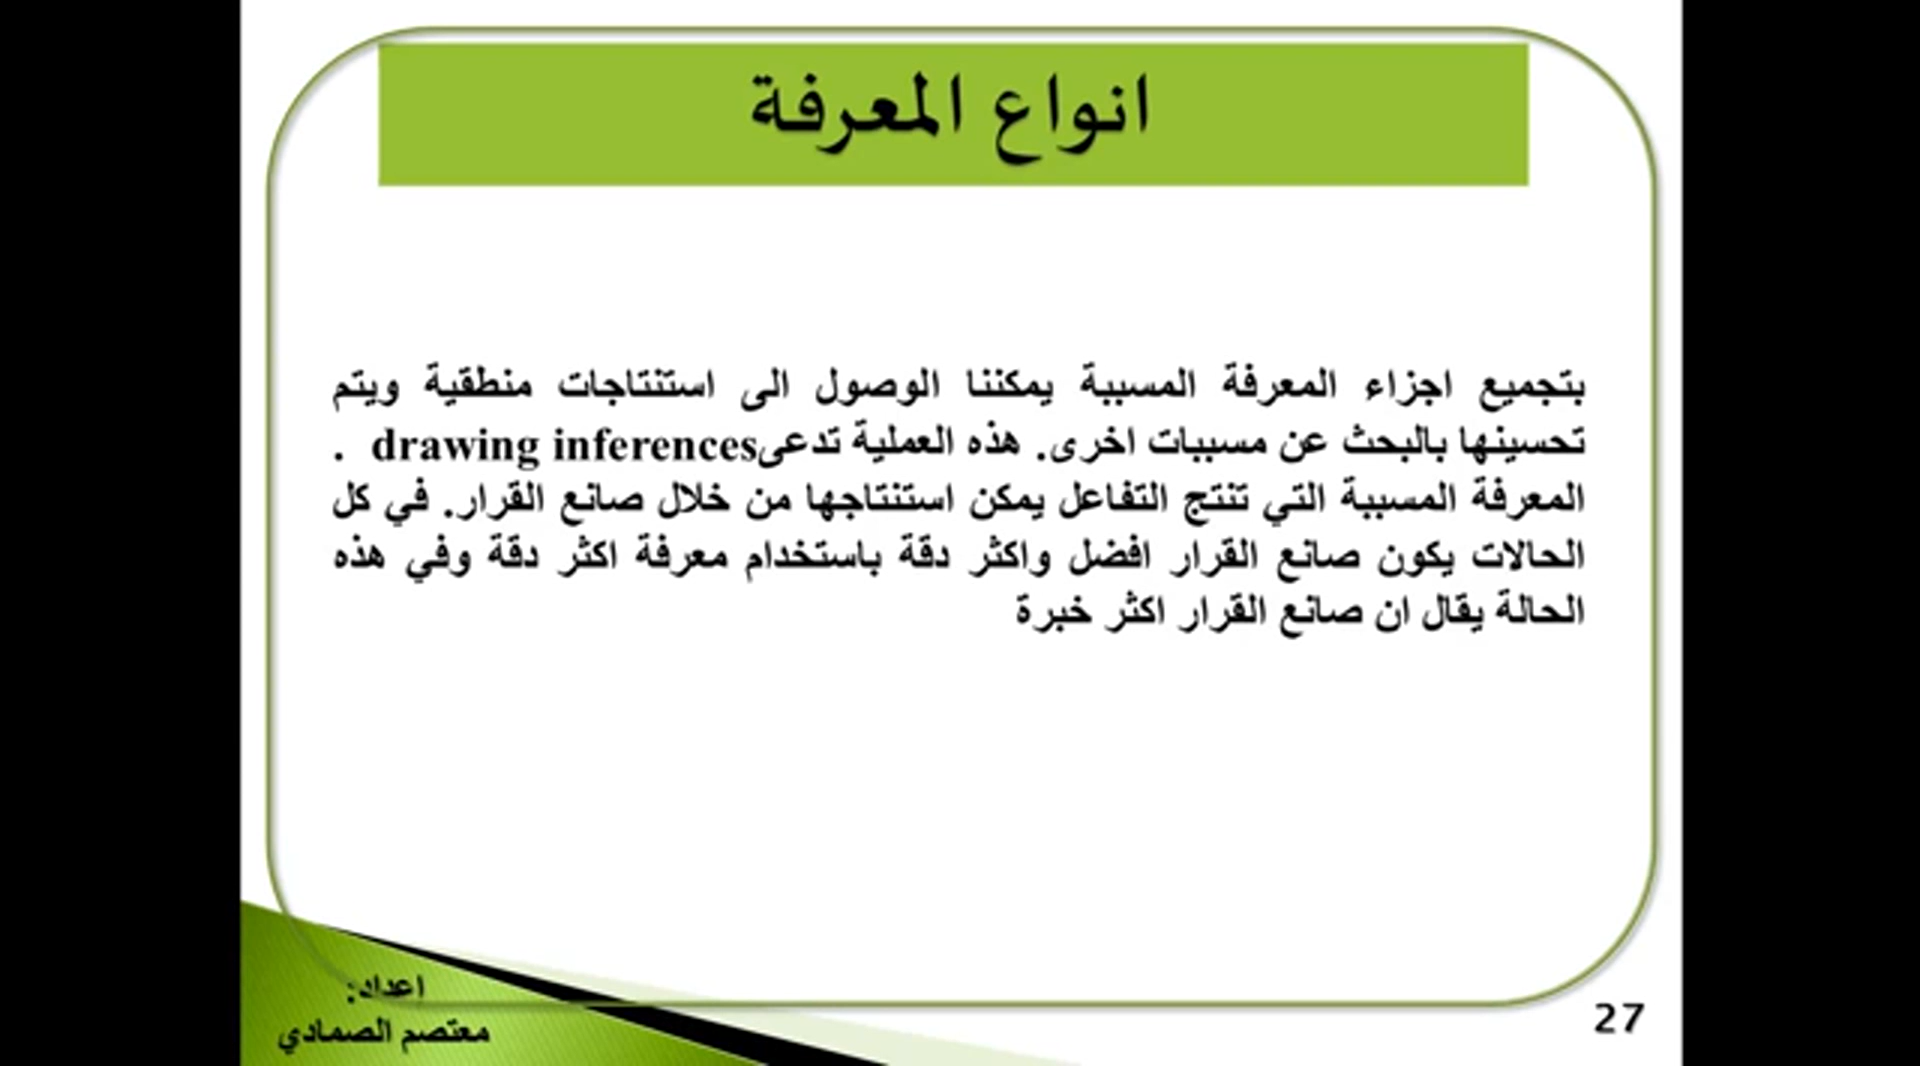 انواع المعرفة
بتجميع اجزاء المعرفة المسببة يمكننا الوصول الى استنتاجات منطقية ويتم
تحسينها بالبحث عن مسببات اخرى. هذه العملية تدعىdrawing inferences .
المعرفة المسببة التي تنتج التفاعل يمكن استنتاجها من خلال صانع القرار. في كل
الحالات يكون صانع القرار افضل واكثر دقة باستخدام معرفة اكثر دقة وفي هذه
الحالة يقال ان صانع القرار اكثر خبرة
اعداد:
معتصم الصمادي
27